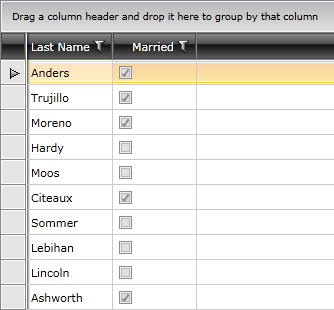 Drag a column header and drop it here to group by that column
Last Name Married
Anders
Trujillo
Moreno
Hardy
Moos
Citeaux
Sommer
Lebihan
Lincoln
Ashworth